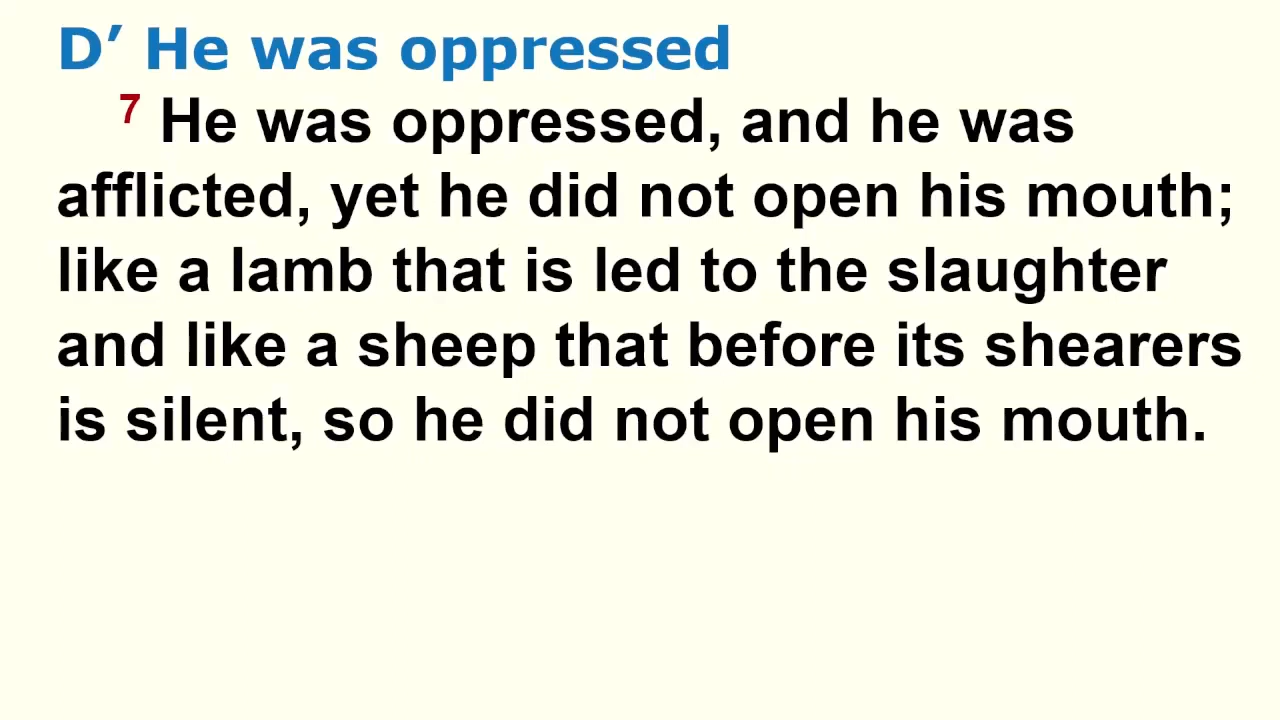 D’ He was oppressed
7 He was oppressed, and he was
afflicted, yet he did not open his mouth;
like a lamb that is led to the slaughter
and like a sheep that before its shearers
is silent, so he did not open his mouth.